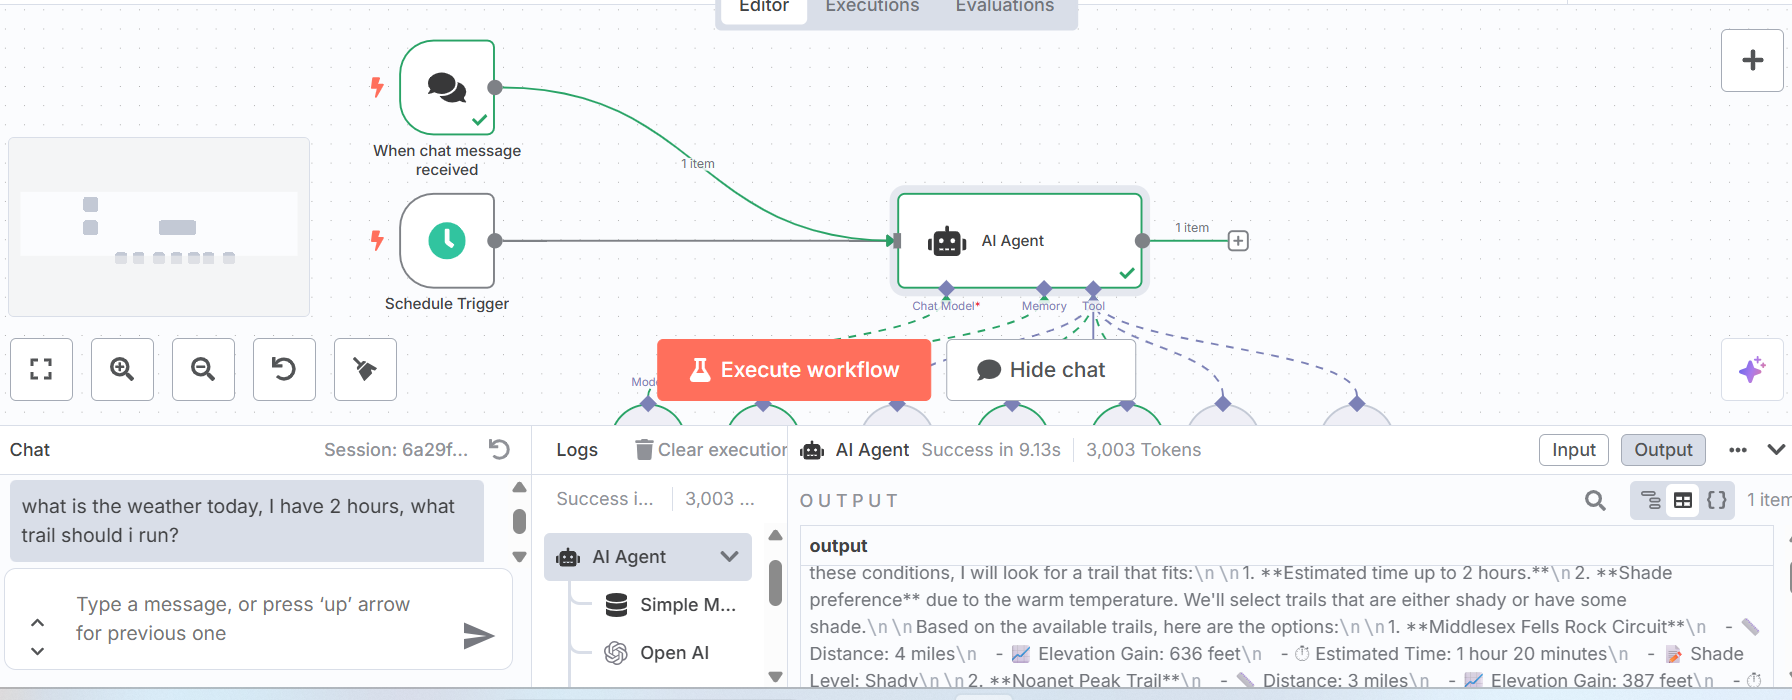 Editor Executions Evaluations
When chat message
received
1 item
Schedule Trigger
AI Agent
1 item
Chat Model* Memory Tool
Execute workflow
Hide chat
Chat Session: 6a29f...
what is the weather today, I have 2 hours, what
trail should i run?
Type a message, or press ‘up’ arrow
for previous one
Logs Clear execution
Success i... 3,003 ...
AI Agent
Simple M...
Open AI
AI Agent Success in 9.13s 3,003 Tokens Input Output
OUTPUT 1 item
output
these conditions, I will look for a trail that fits:\n\n1. **Estimated time up to 2 hours.**\n2. **Shade
preference** due to the warm temperature. We'll select trails that are either shady or have some
shade.\n\nBased on the available trails, here are the options:\n\n1. **Middlesex Fells Rock Circuit**\n - 📏
Distance: 4 miles\n - 📈 Elevation Gain: 636 feet\n - ⏱ Estimated Time: 1 hour 20 minutes\n - 📝 Shade
Level: Shady\n\n2. **Noanet Peak Trail**\n - 📏 Distance: 3 miles\n - 📈 Elevation Gain: 387 feet\n - ⏱